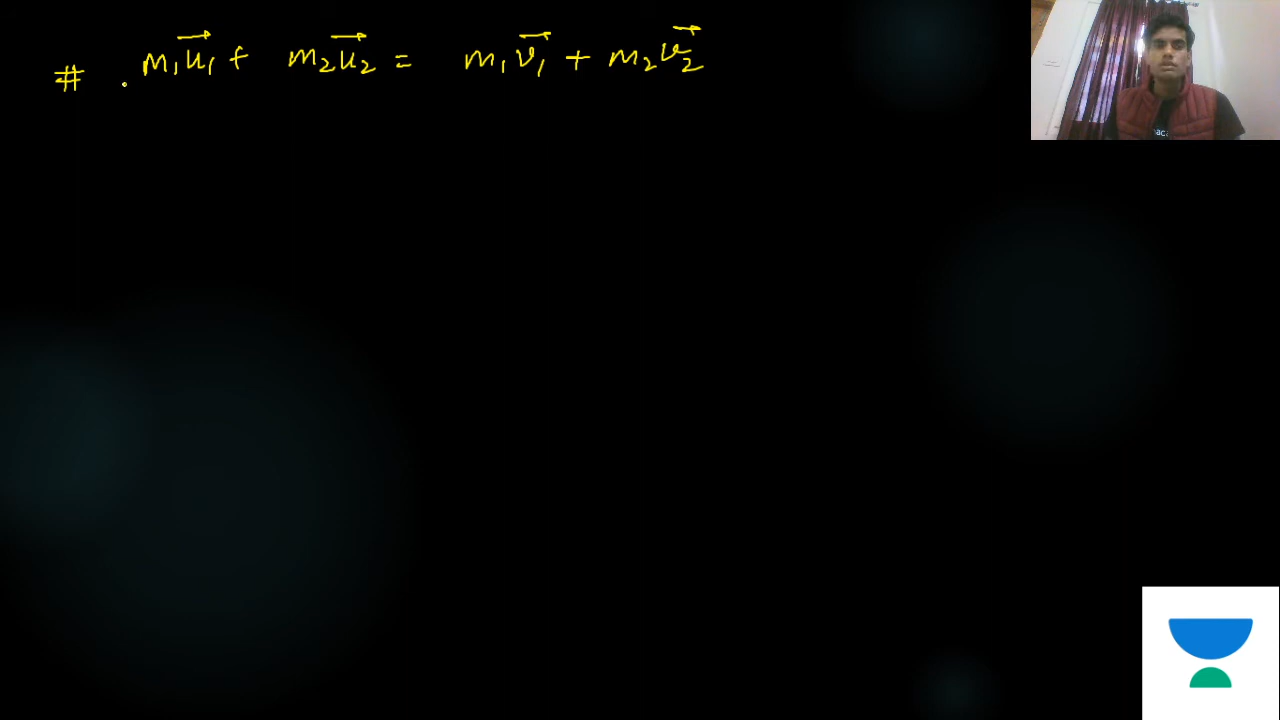 # . m₁u⃗₁ + m₂u⃗₂ = m₁v⃗₁ + m₂v⃗₂